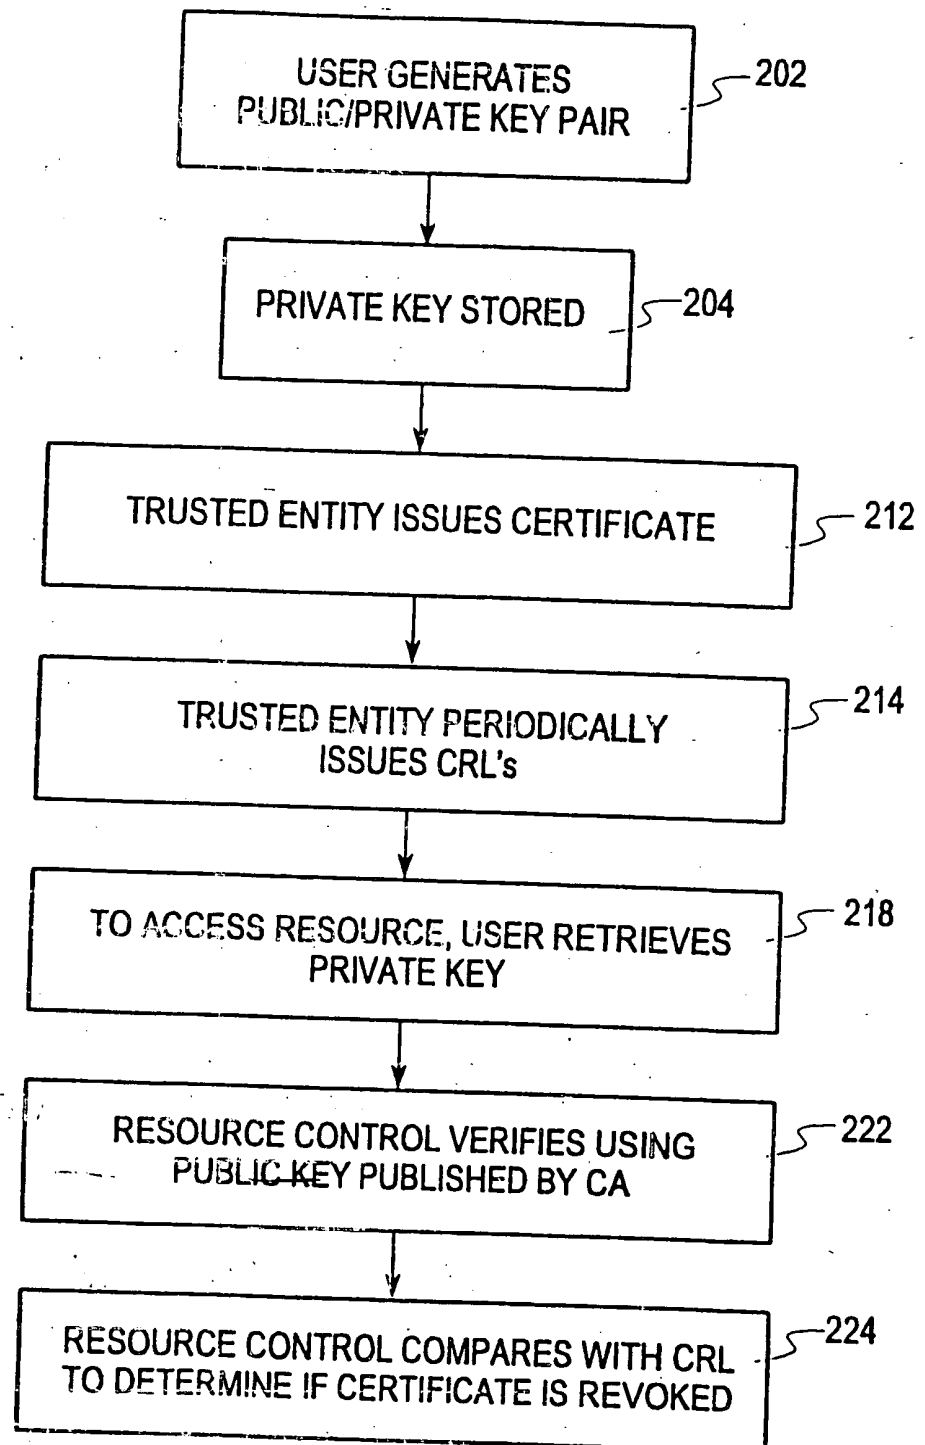 USER GENERATES
PUBLIC/PRIVATE KEY PAIR
202
PRIVATE KEY STORED
204
TRUSTED ENTITY ISSUES CERTIFICATE
212
TRUSTED ENTITY PERIODICALLY
ISSUES CRL's
214
TO ACCESS RESOURCE, USER RETRIEVES
PRIVATE KEY
218
RESOURCE CONTROL VERIFIES USING
PUBLIC KEY PUBLISHED BY CA
222
RESOURCE CONTROL COMPARES WITH CRL
TO DETERMINE IF CERTIFICATE IS REVOKED
224